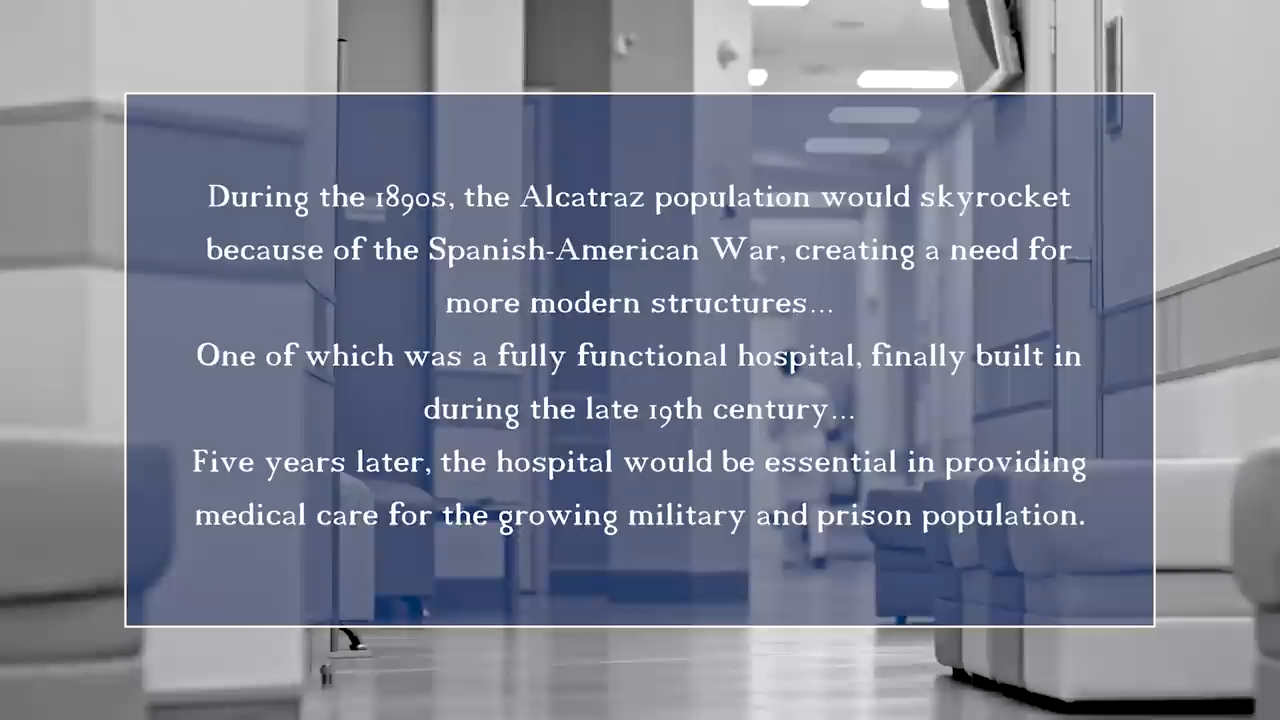 During the 1890s, the Alcatraz population would skyrocket
because of the Spanish-American War, creating a need for
more modern structures...
One of which was a fully functional hospital, finally built in
during the late 19th century...
Five years later, the hospital would be essential in providing
medical care for the growing military and prison population.